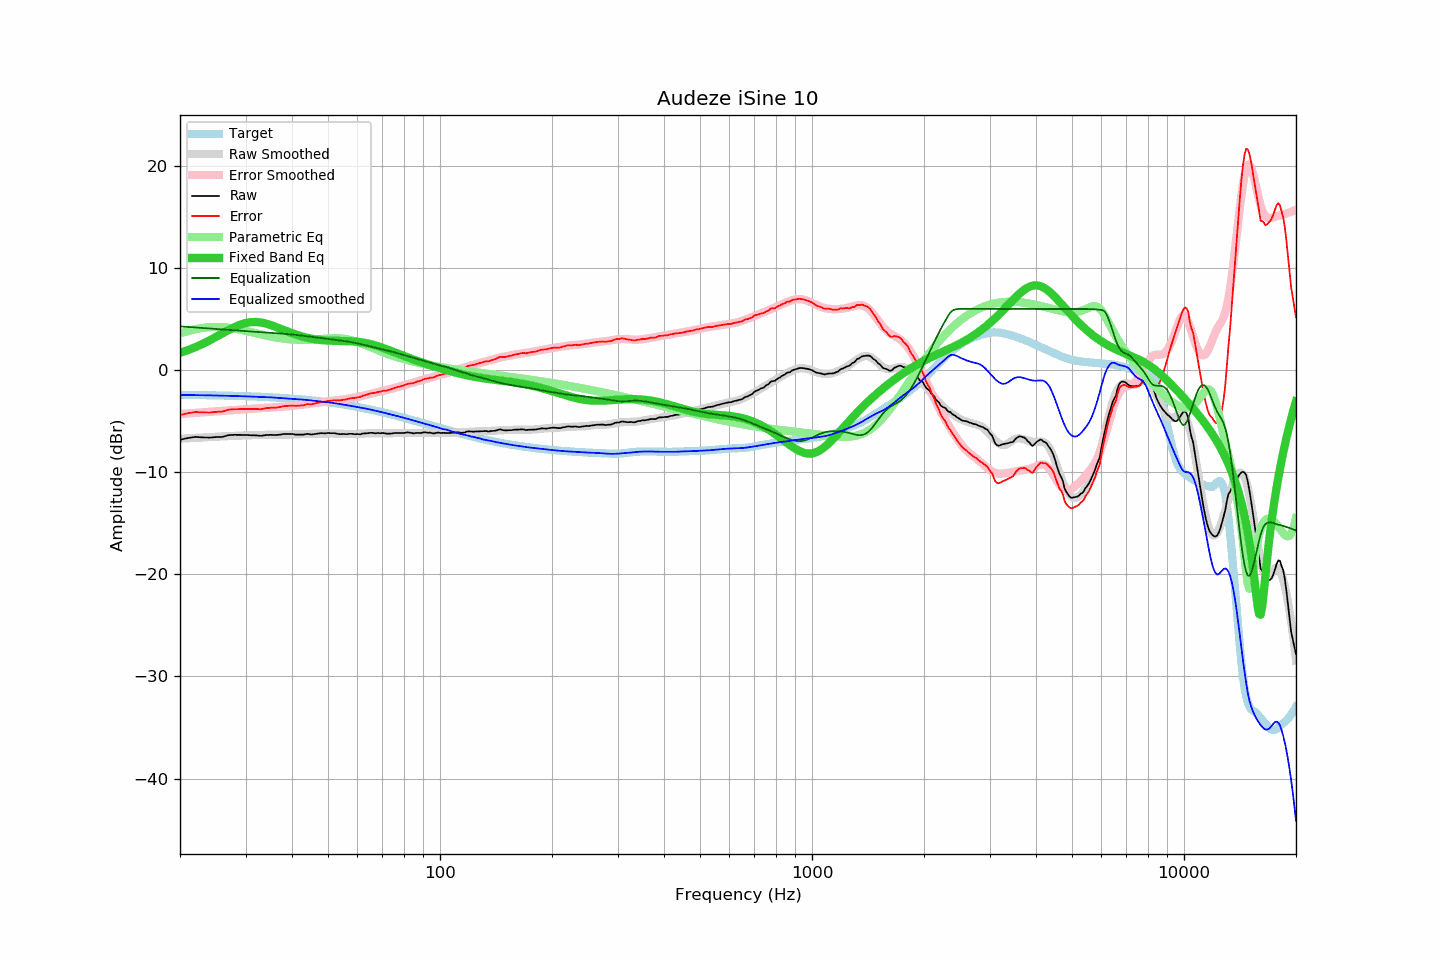 Audeze iSine 10
Target
Raw Smoothed
Error Smoothed
Raw
Error
Parametric Eq
Fixed Band Eq
Equalization
Equalized smoothed
20
10
0
−10
−20
−30
−40
Amplitude (dBr)
100
1000
10000
Frequency (Hz)